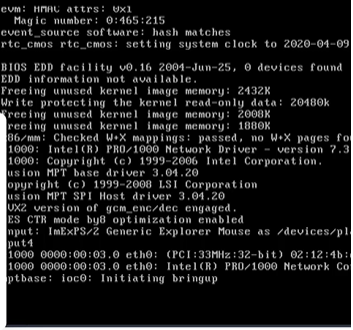 evm: HMAC attrs: 0x1
Magic number: 0:465:215
event_source software: hash matches
rtc_cmos rtc_cmos: setting system clock to 2020-04-09
BIOS EDD facility v0.16 2004-Jun-25, 0 devices found
EDD information not available.
Freeing unused kernel image memory: 2432K
Write protecting the kernel read-only data: 20480k
Freeing unused kernel image memory: 2008K
reeing unused kernel image memory: 1880K
86/mm: Checked W+X mappings: passed, no W+X pages fou
1000: Intel(R) PRO/1000 Network Driver - version 7.3
1000: Copyright (c) 1999-2006 Intel Corporation.
usion MPT base driver 3.04.20
opyright (c) 1999-2008 LSI Corporation
usion MPT SPI Host driver 3.04.20
VX2 version of gcm_enc/dec engaged.
ES CTR mode by8 optimization enabled
nput: ImExPS/2 Generic Explorer Mouse as /devices/pla
put4
1000 0000:00:03.0 eth0: (PCI:33MHz:32-bit) 02:12:4b:
1000 0000:00:03.0 eth0: Intel(R) PRO/1000 Network Co
ptbase: ioc0: Initiating bringup